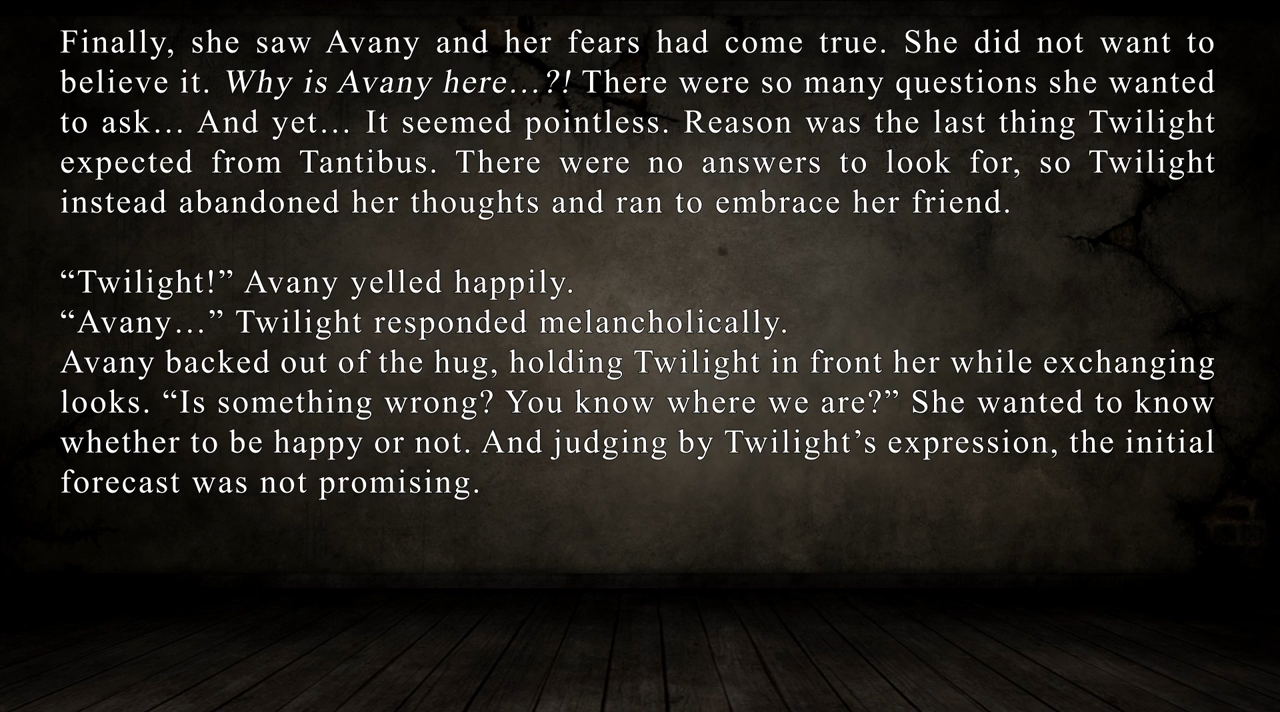 Finally, she saw Avany and her fears had come true. She did not want to
believe it. Why is Avany here…?! There were so many questions she wanted
to ask… And yet… It seemed pointless. Reason was the last thing Twilight
expected from Tantibus. There were no answers to look for, so Twilight
instead abandoned her thoughts and ran to embrace her friend.
“Twilight!” Avany yelled happily.
“Avany…” Twilight responded melancholically.
Avany backed out of the hug, holding Twilight in front her while exchanging
looks. “Is something wrong? You know where we are?” She wanted to know
whether to be happy or not. And judging by Twilight’s expression, the initial
forecast was not promising.